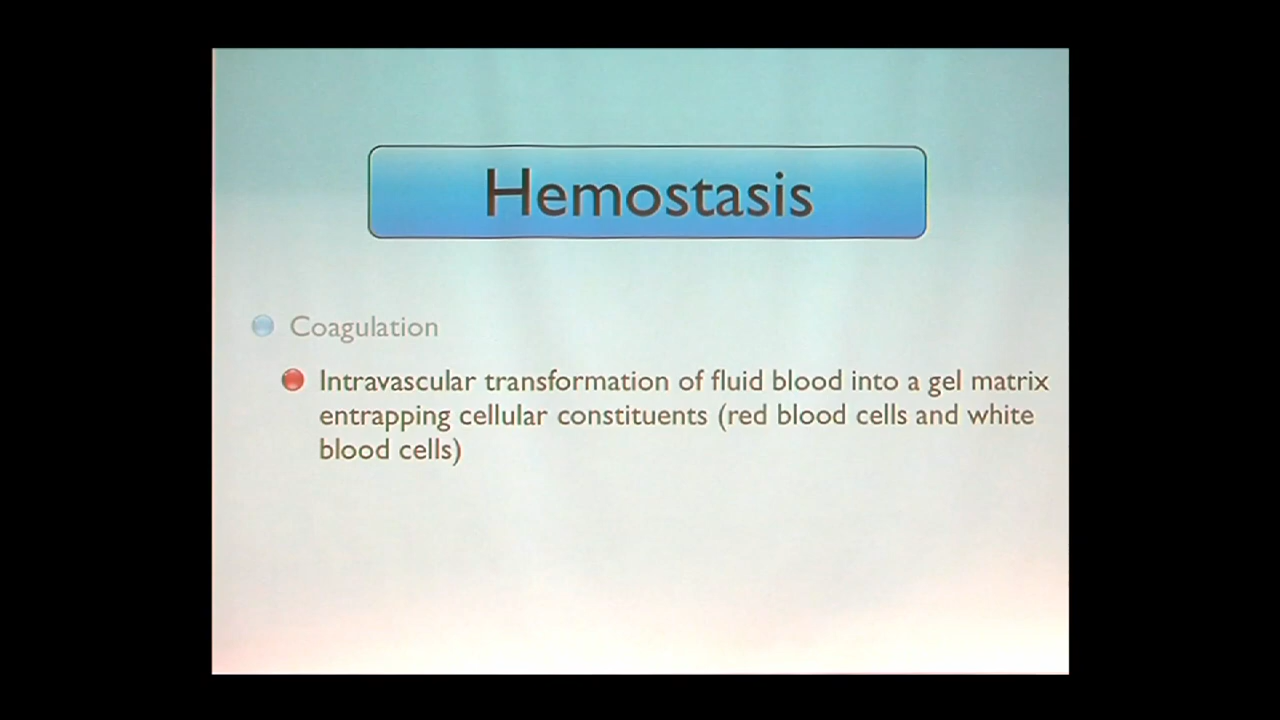 Hemostasis
Coagulation
Intravascular transformation of fluid blood into a gel matrix
entrapping cellular constituents (red blood cells and white
blood cells)